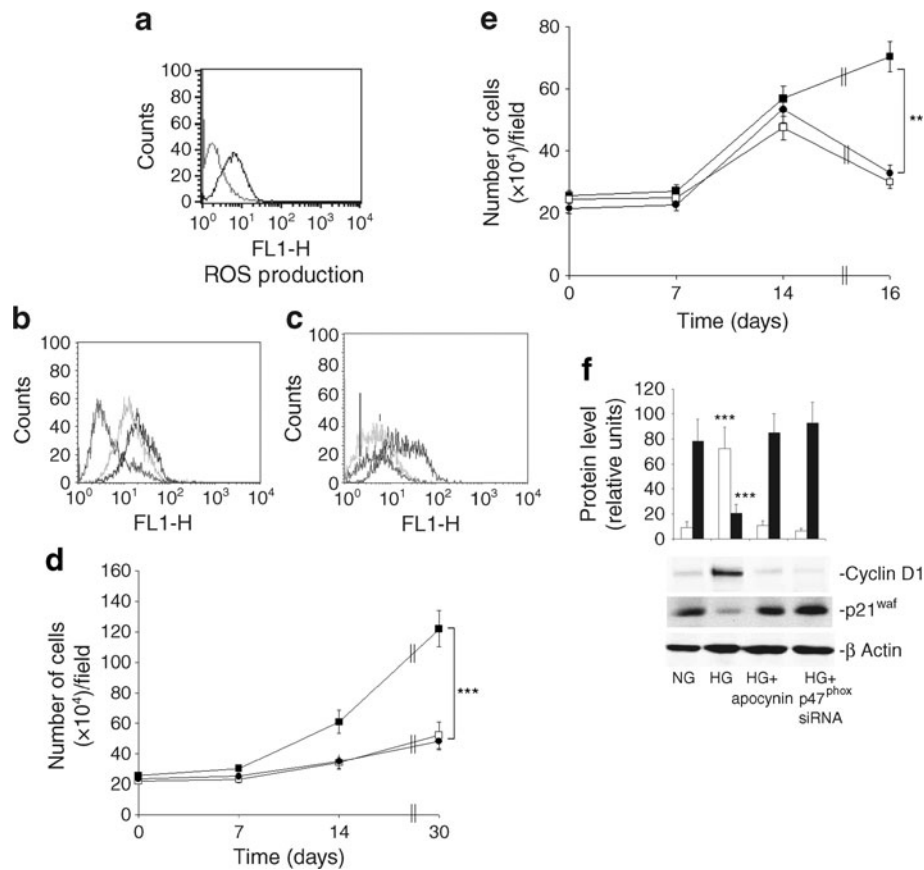 a
100
80
60
40
20
0
Counts
10^0 10^1 10^2 10^3 10^4
FL1-H
ROS production
b
100
80
60
40
20
0
Counts
10^0 10^1 10^2 10^3 10^4
FL1-H
c
100
80
60
40
20
0
Counts
10^0 10^1 10^2 10^3 10^4
FL1-H
d
160
140
120
100
80
60
40
20
0
Number of cells
(×10^4)/field
***
0 7 14 30
Time (days)
e
80
60
40
20
0
Number of cells
(×10^4)/field
**
0 7 14 16
Time (days)
f
120
100
80
60
40
20
0
Protein level
(relative units)
***
***
-Cyclin D1
-p21^waf
-β Actin
NG HG HG+ HG+
apocynin p47^phox
siRNA